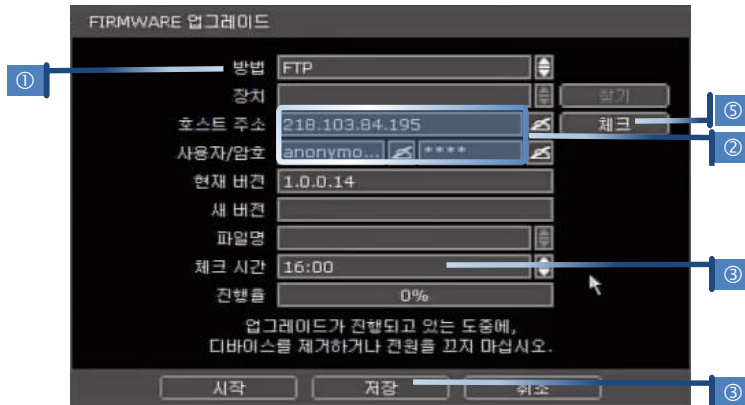 FIRMWARE 업그레이드
① 방법 FTP
장치 찾기
호스트 주소 218.103.84.195 체크 ⑤
사용자/암호 anonymo... **** ②
현재 버전 1.0.0.14
새 버전
파일명
체크 시간 16:00 ③
진행율 0%
업그레이드가 진행되고 있는 도중에,
디바이스를 제거하거나 전원을 끄지 마십시오.
시작 저장 취소 ③